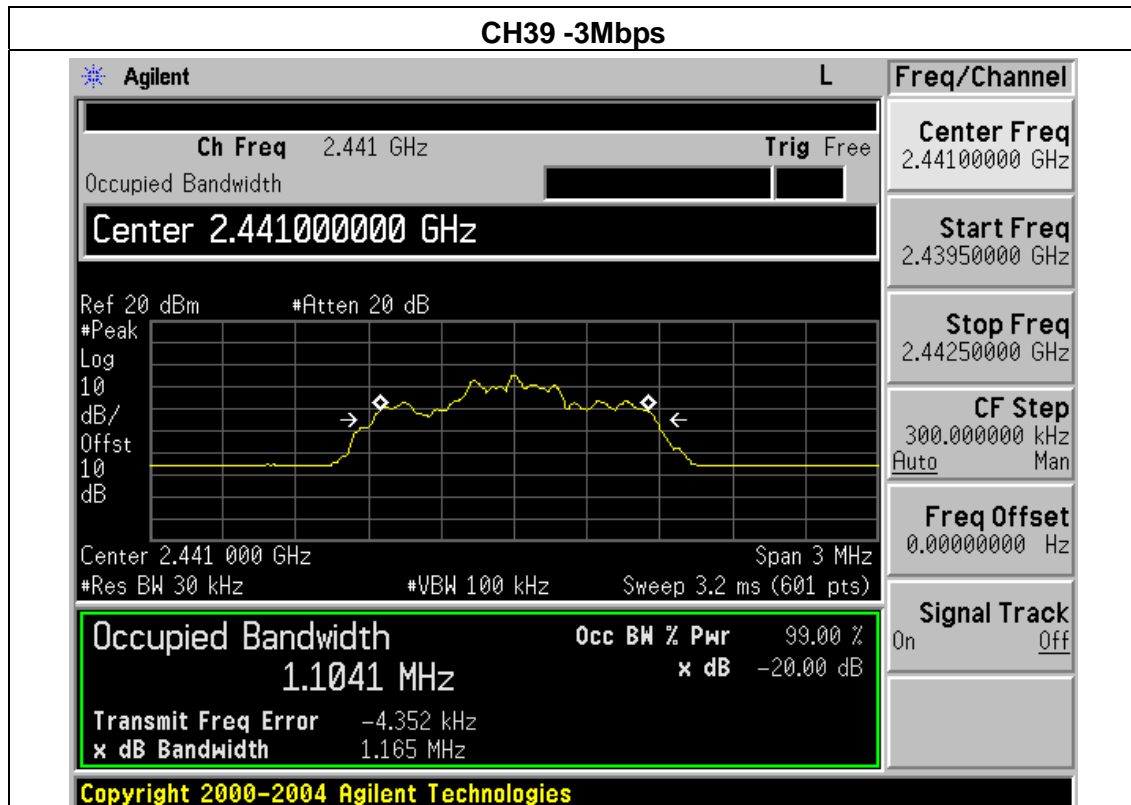 CH39 -3Mbps
Agilent L
Ch Freq 2.441 GHz Trig Free
Occupied Bandwidth
Center 2.441000000 GHz
Ref 20 dBm #Atten 20 dB
#Peak
Log
10
dB/
Offst
10
dB
Center 2.441 000 GHz Span 3 MHz
#Res BW 30 kHz #VBW 100 kHz Sweep 3.2 ms (601 pts)
Occupied Bandwidth
1.1041 MHz
Occ BW % Pwr 99.00 %
x dB -20.00 dB
Transmit Freq Error -4.352 kHz
x dB Bandwidth 1.165 MHz
Copyright 2000-2004 Agilent Technologies
Freq/Channel
Center Freq
2.44100000 GHz
Start Freq
2.43950000 GHz
Stop Freq
2.44250000 GHz
CF Step
300.000000 kHz
Auto Man
Freq Offset
0.00000000 Hz
Signal Track
On Off